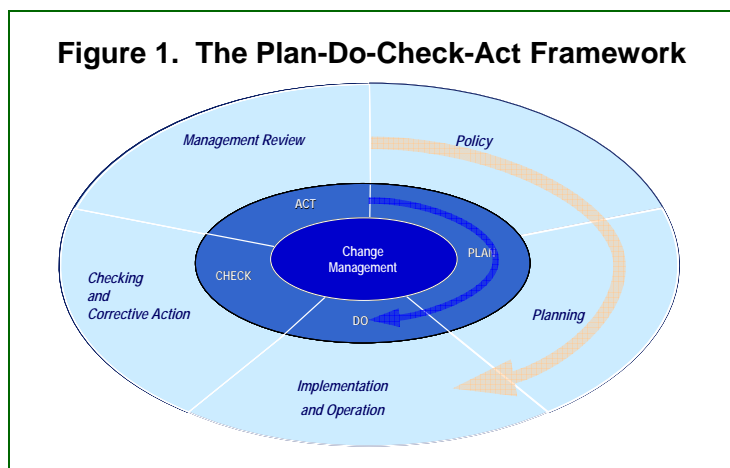 Figure 1. The Plan-Do-Check-Act Framework
Management Review
Policy
ACT
Change
Management
PLAN
CHECK
Checking
and
Corrective Action
DO
Planning
Implementation
and Operation